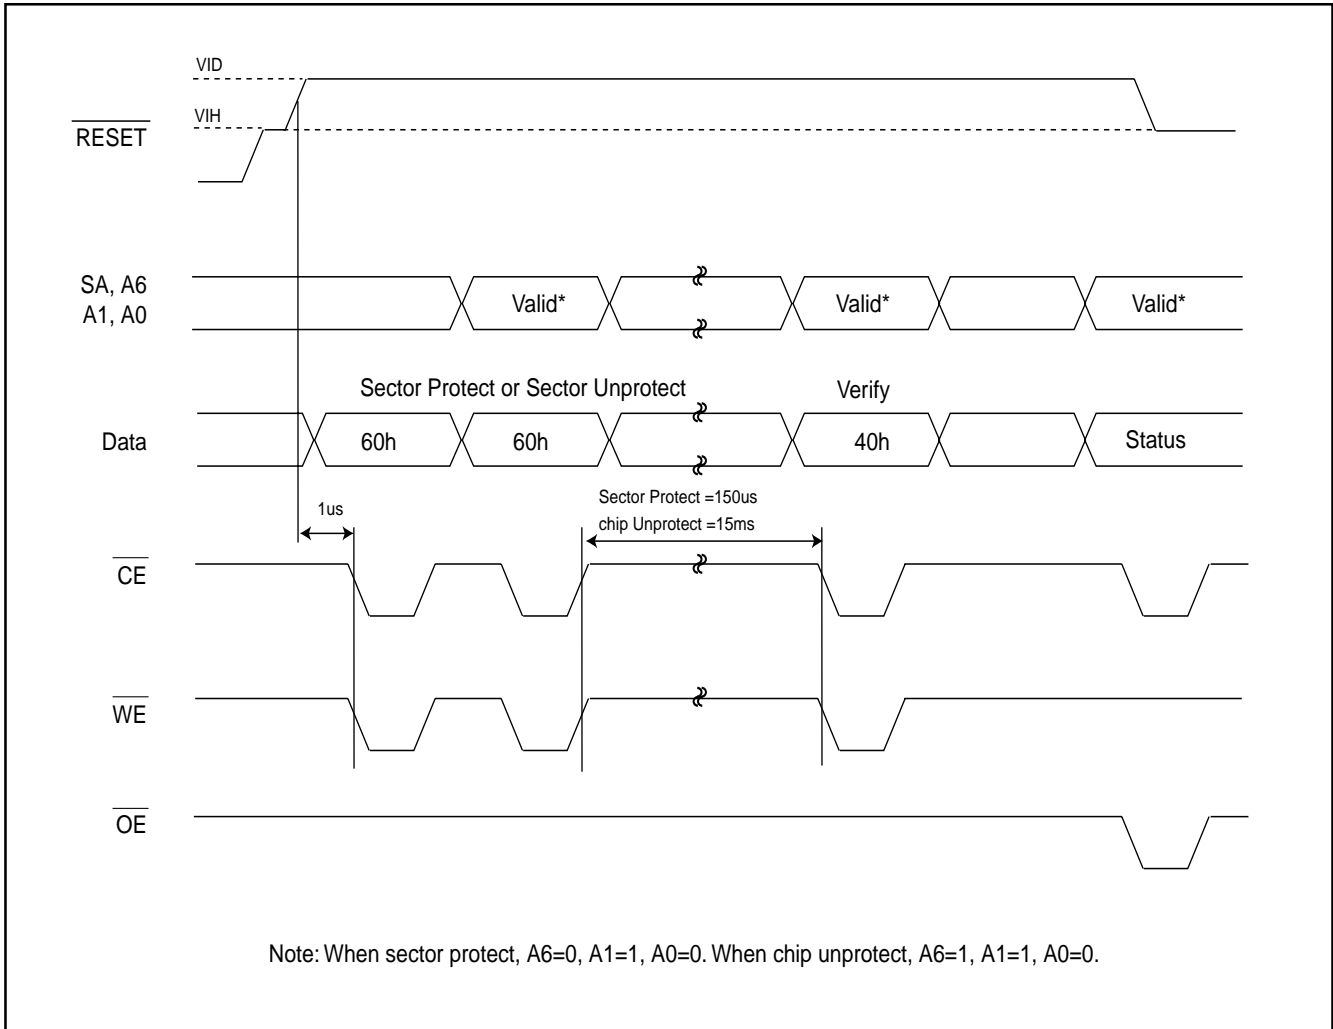 VID
VIH
RESET
SA, A6
A1, A0
Valid*
Valid*
Valid*
Sector Protect or Sector Unprotect
Verify
Data
60h
60h
40h
Status
1us
Sector Protect =150us
chip Unprotect =15ms
CE
WE
OE
Note: When sector protect, A6=0, A1=1, A0=0. When chip unprotect, A6=1, A1=1, A0=0.